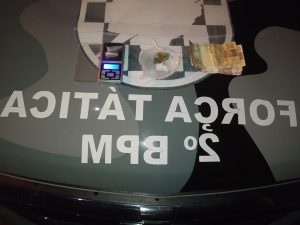 FORÇA TÁTICA
2º BPM